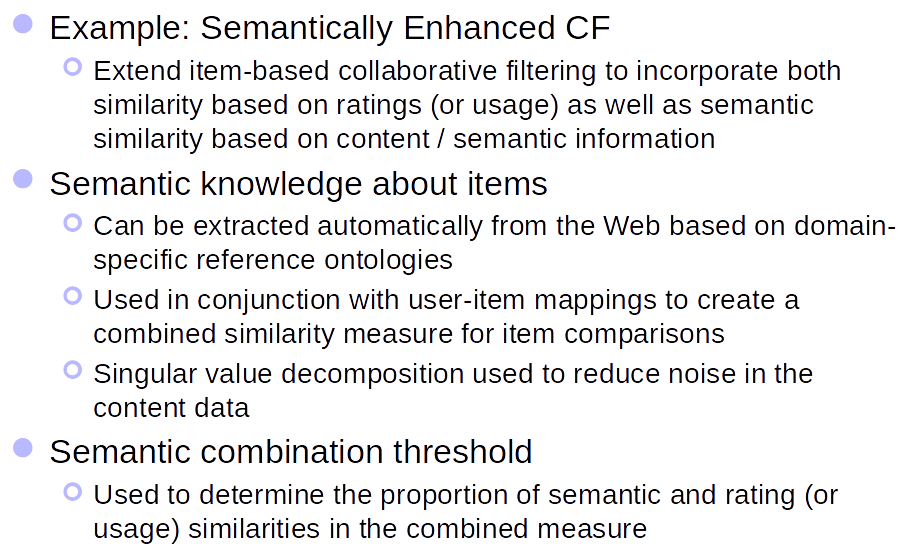 Example: Semantically Enhanced CF
Extend item-based collaborative filtering to incorporate both
similarity based on ratings (or usage) as well as semantic
similarity based on content / semantic information
Semantic knowledge about items
Can be extracted automatically from the Web based on domain-
specific reference ontologies
Used in conjunction with user-item mappings to create a
combined similarity measure for item comparisons
Singular value decomposition used to reduce noise in the
content data
Semantic combination threshold
Used to determine the proportion of semantic and rating (or
usage) similarities in the combined measure